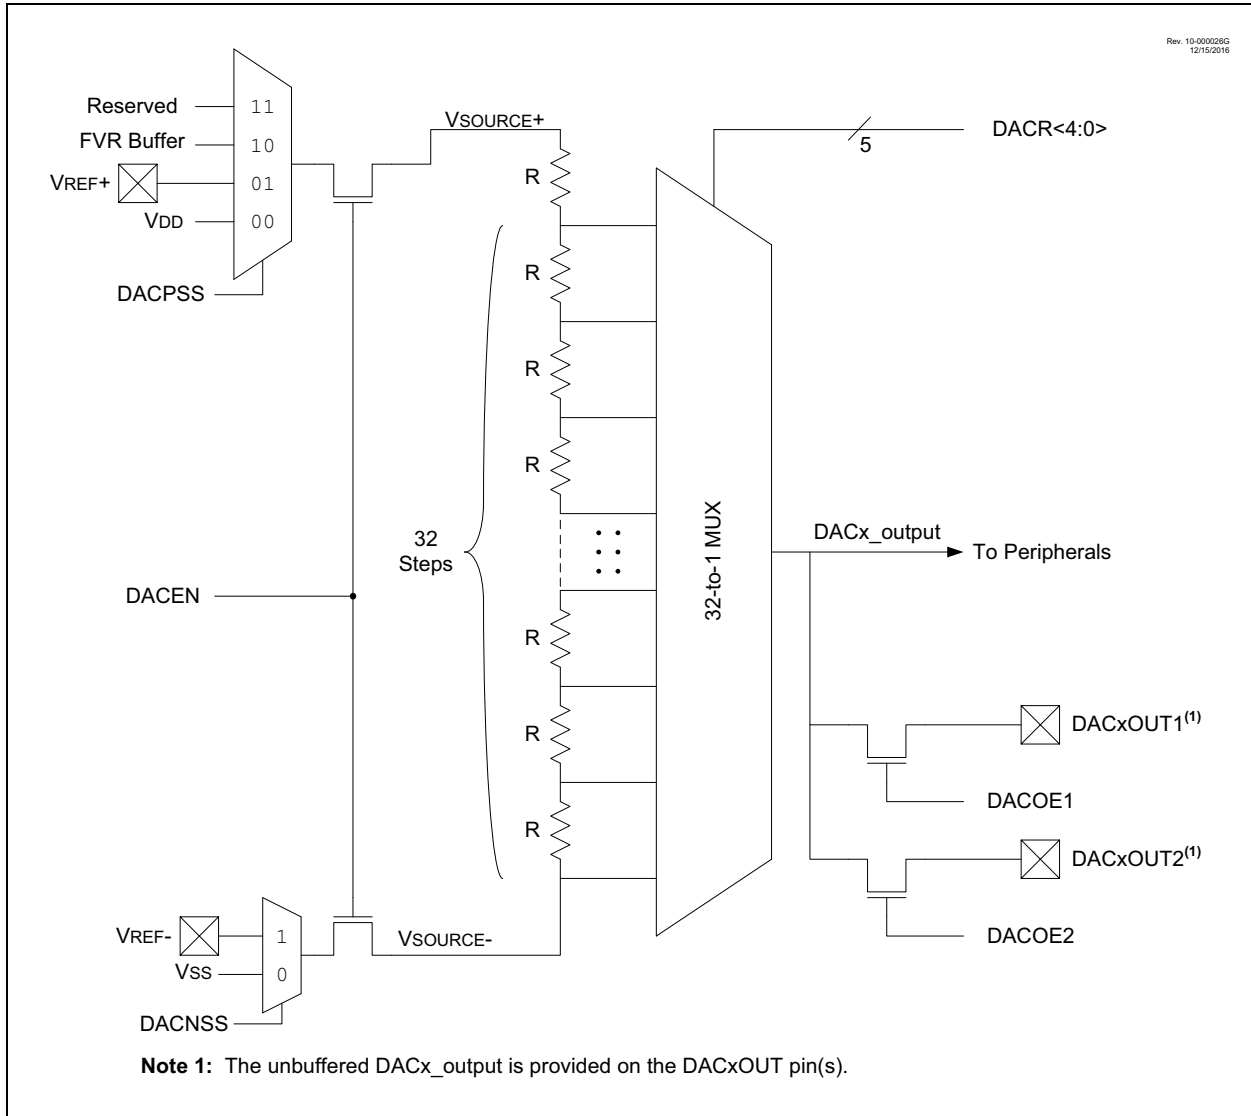 Rev. 10-000026G
12/15/2016
Reserved
11
FVR Buffer
10
VREF+
01
VDD
00
DACPSS
VSOURCE+
R
R
R
R
32
Steps
R
R
R
DACEN
32-to-1 MUX
5
DACR<4:0>
DACx_output
To Peripherals
DACxOUT1(1)
DACOE1
DACxOUT2(1)
DACOE2
VREF-
1
VSS
0
DACNSS
VSOURCE-
Note 1: The unbuffered DACx_output is provided on the DACxOUT pin(s).